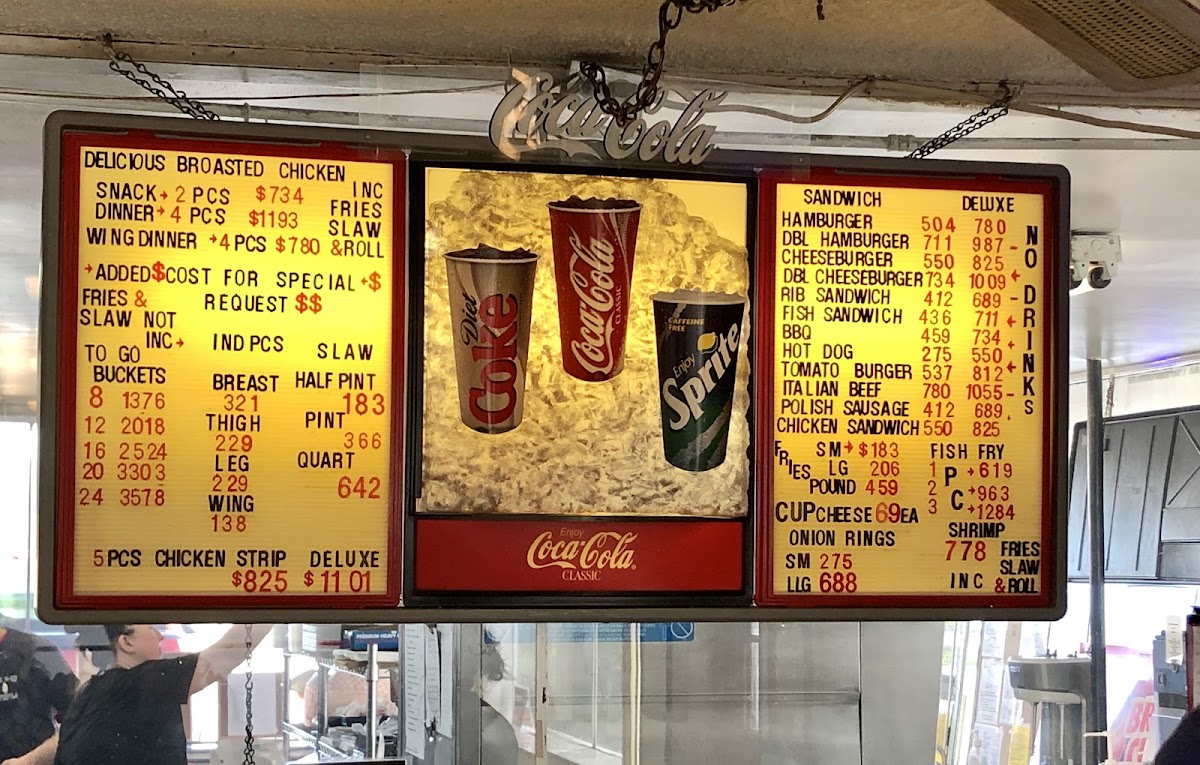 Coca-Cola
DELICIOUS BROASTED CHICKEN
SNACK→ 2 PCS $734 INC
DINNER→ 4 PCS $1193 FRIES
SLAW
WING DINNER →4 PCS $780 &ROLL
→ADDED$COST FOR SPECIAL←$
REQUEST $$
FRIES &
SLAW NOT
INC→
TO GO
BUCKETS
8 1376
12 2018
16 2524
20 3303
24 3578
IND PCS
BREAST
321
THIGH
229
LEG
229
WING
138
SLAW
HALF PINT
183
PINT
366
QUART
642
5 PCS CHICKEN STRIP DELUXE
$825 $11 01
Diet
Coke
Coca-Cola
CLASSIC
CAFFEINE
FREE
Enjoy
Sprite
Enjoy
Coca-Cola
CLASSIC
SANDWICH DELUXE
HAMBURGER 504 780
DBL HAMBURGER 711 987-
CHEESEBURGER 550 825
DBL CHEESEBURGER 734 1009←
RIB SANDWICH 412 689-
FISH SANDWICH 436 711←
BBQ 459 734←
HOT DOG 275 550←
TOMATO BURGER 537 812←
ITALIAN BEEF 780 1055-
POLISH SAUSAGE 412 689.
CHICKEN SANDWICH 550 825
NO DRINKS
FRIES
SM→ $183
LG 206
POUND 459
CUP CHEESE 69EA
ONION RINGS
SM 275
LLG 688
FISH FRY
1 PC →619
2 →963
3 →1284
SHRIMP
778 FRIES
SLAW
INC &ROLL